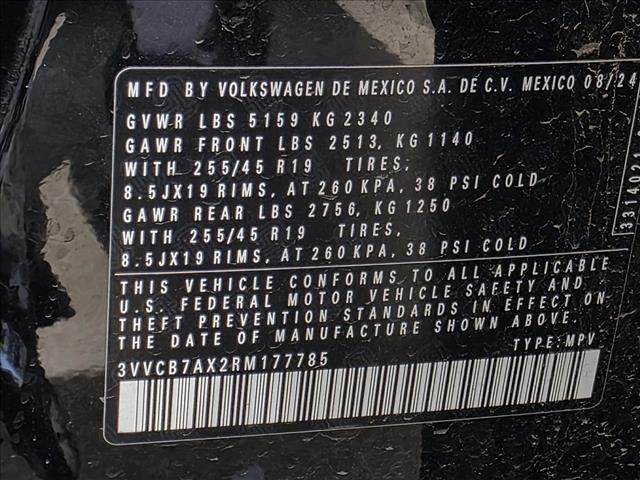 MFD BY VOLKSWAGEN DE MEXICO S.A. DE C.V. MEXICO 08/24
GVWR LBS 5159 KG 2340
GAWR FRONT LBS 2513, KG 1140
WITH 255/45 R19 TIRES,
8.5JX19 RIMS, AT 260 KPA, 38 PSI COLD
GAWR REAR LBS 2756, KG 1250
WITH 255/45 R19 TIRES,
8.5JX19 RIMS, AT 260 KPA, 38 PSI COLD
THIS VEHICLE CONFORMS TO ALL APPLICABLE
U.S. FEDERAL MOTOR VEHICLE SAFETY AND
THEFT PREVENTION STANDARDS IN EFFECT ON
THE DATE OF MANUFACTURE SHOWN ABOVE.
TYPE: MPV
3VVCB7AX2RM177785
3314021